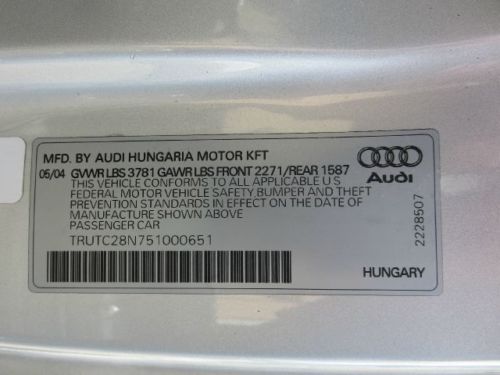 MFD. BY AUDI HUNGARIA MOTOR KFT
05/04 GVWR LBS 3781 GAWR LBS FRONT 2271/REAR 1587
THIS VEHICLE CONFORMS TO ALL APPLICABLE U S
FEDERAL MOTOR VEHICLE SAFETY BUMPER AND THEFT
PREVENTION STANDARDS IN EFFECT ON THE DATE OF
MANUFACTURE SHOWN ABOVE
PASSENGER CAR
TRUTC28N751000651
Audi
2228507
HUNGARY